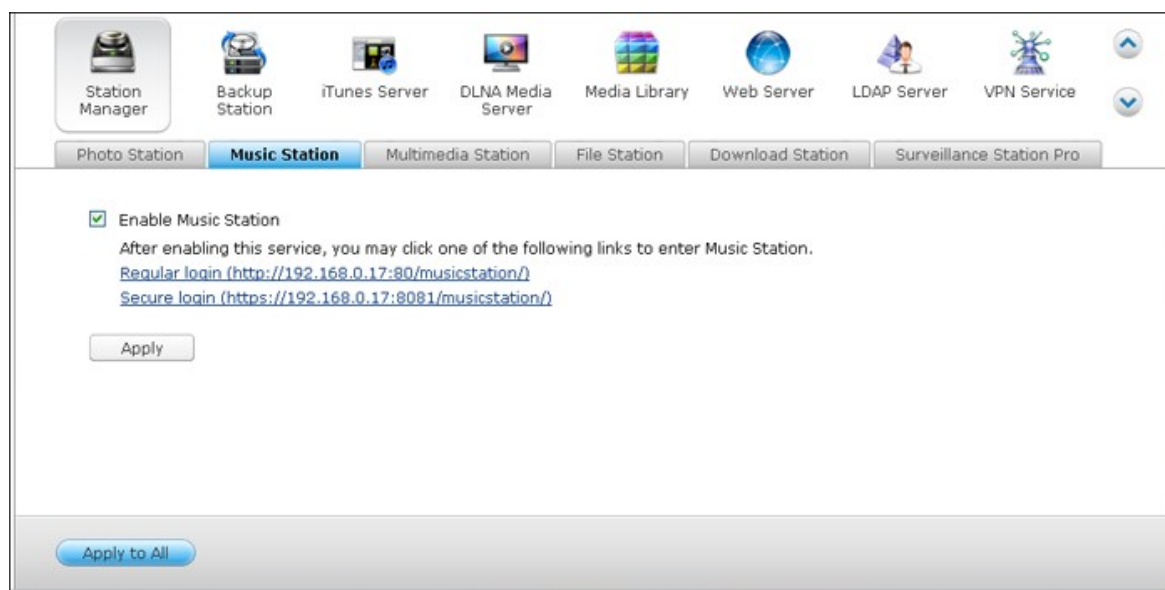 Station
Manager
Backup
Station
iTunes Server
DLNA Media
Server
Media Library
Web Server
LDAP Server
VPN Service
Photo Station
Music Station
Multimedia Station
File Station
Download Station
Surveillance Station Pro
Enable Music Station
After enabling this service, you may click one of the following links to enter Music Station.
Regular login (http://192.168.0.17:80/musicstation/)
Secure login (https://192.168.0.17:8081/musicstation/)
Apply
Apply to All